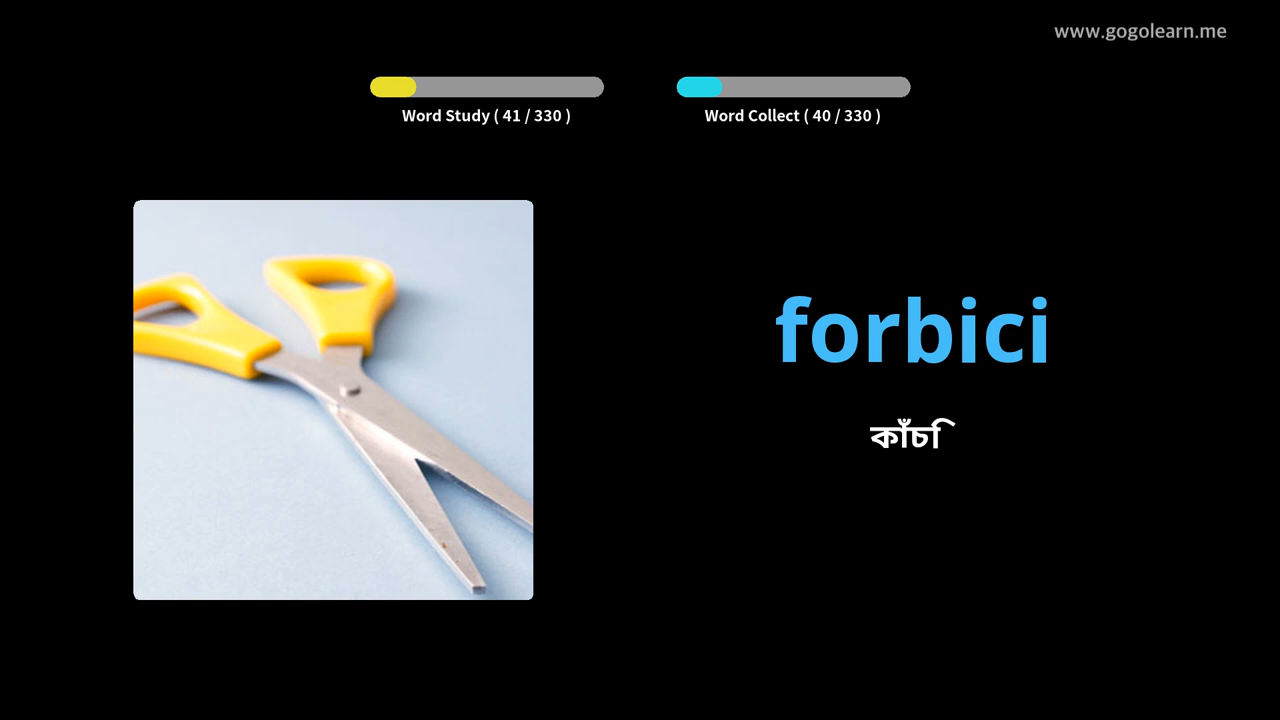 www.gogolearn.me
Word Study ( 41 / 330 )
Word Collect ( 40 / 330 )
forbici
কাঁচি